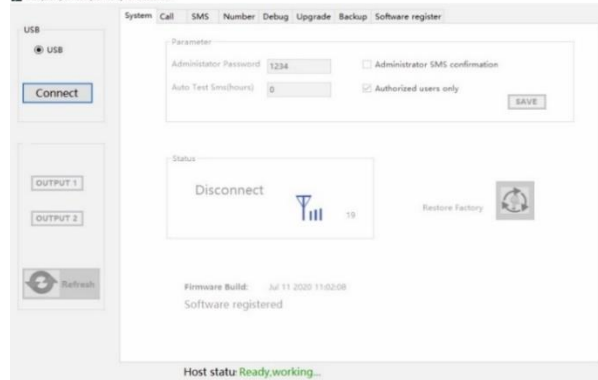 System Call SMS Number Debug Upgrade Backup Software register
USB
USB
Connect
OUTPUT 1
OUTPUT 2
Refresh
Parameter
Administator Password 1234
Administrator SMS confirmation
Auto Test Sms(hours) 0
Authorized users only
SAVE
Status
Disconnect
19
Restore Factory
Firmware Build: Jul 11 2020 11:02:08
Software registered
Host statu Ready,working...